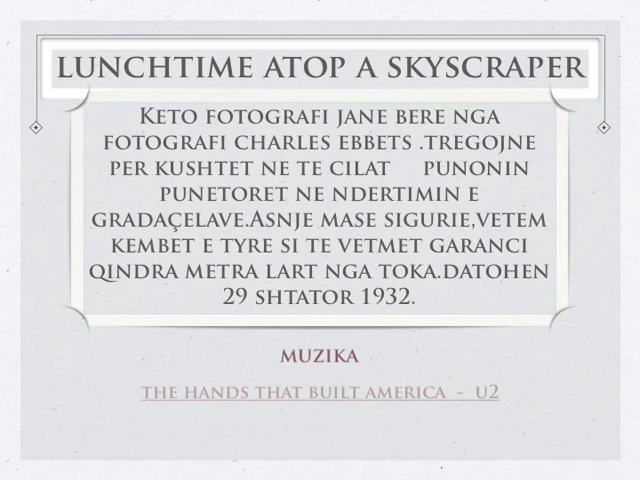 LUNCHTIME ATOP A SKYSCRAPER
KETO FOTOGRAFI JANE BERE NGA
FOTOGRAFI CHARLES EBBETS .TREGOJNE
PER KUSHTET NE TE CILAT PUNONIN
PUNETORET NE NDERTIMIN E
GRADAÇELAVE.ASNJE MASE SIGURIE,VETEM
KEMBET E TYRE SI TE VETMET GARANCI
QINDRA METRA LART NGA TOKA.DATOHEN
29 SHTATOR 1932.
MUZIKA
THE HANDS THAT BUILT AMERICA - U2